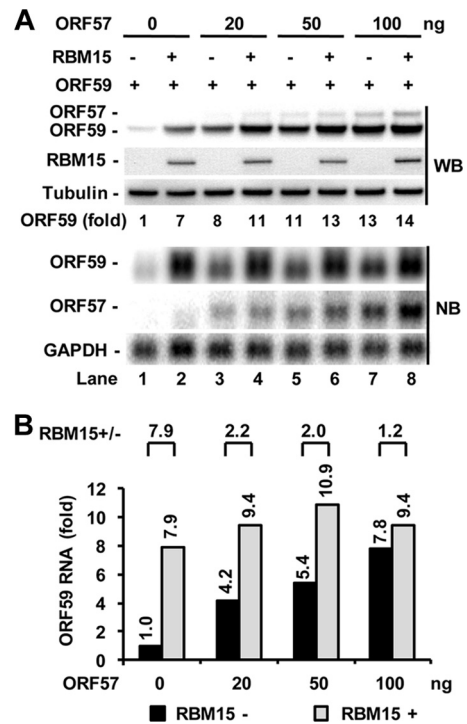 A ORF57 0 20 50 100 ng
RBM15 - + - + - + - +
ORF59 + + + + + + + +
ORF57 -
ORF59 -
RBM15 -
WB
Tubulin -
ORF59 (fold) 1 7 8 11 11 13 13 14
ORF59 -
ORF57 -
NB
GAPDH -
Lane 1 2 3 4 5 6 7 8
B
RBM15+/- 7.9 2.2 2.0 1.2
ORF59 RNA (fold)
12
10
8
6
4
2
0
1.0 7.9 4.2 9.4 5.4 10.9 7.8 9.4
ORF57 0 20 50 100 ng
RBM15 - RBM15 +